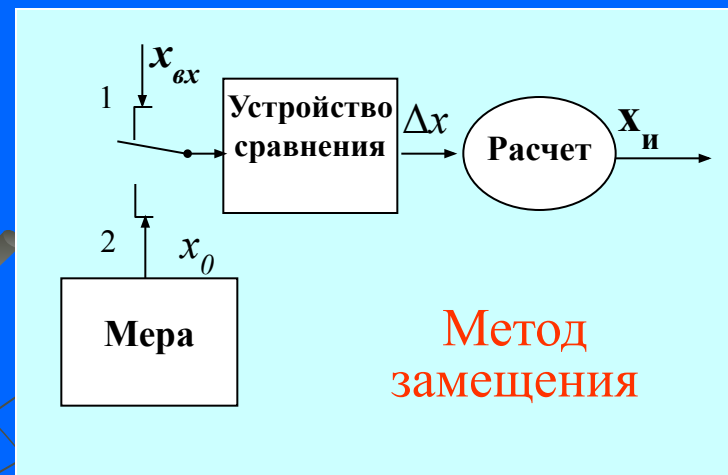 x_вх
1
Устройство
сравнения
Δx
Расчет
x_и
2
x_0
Мера
Метод
замещения